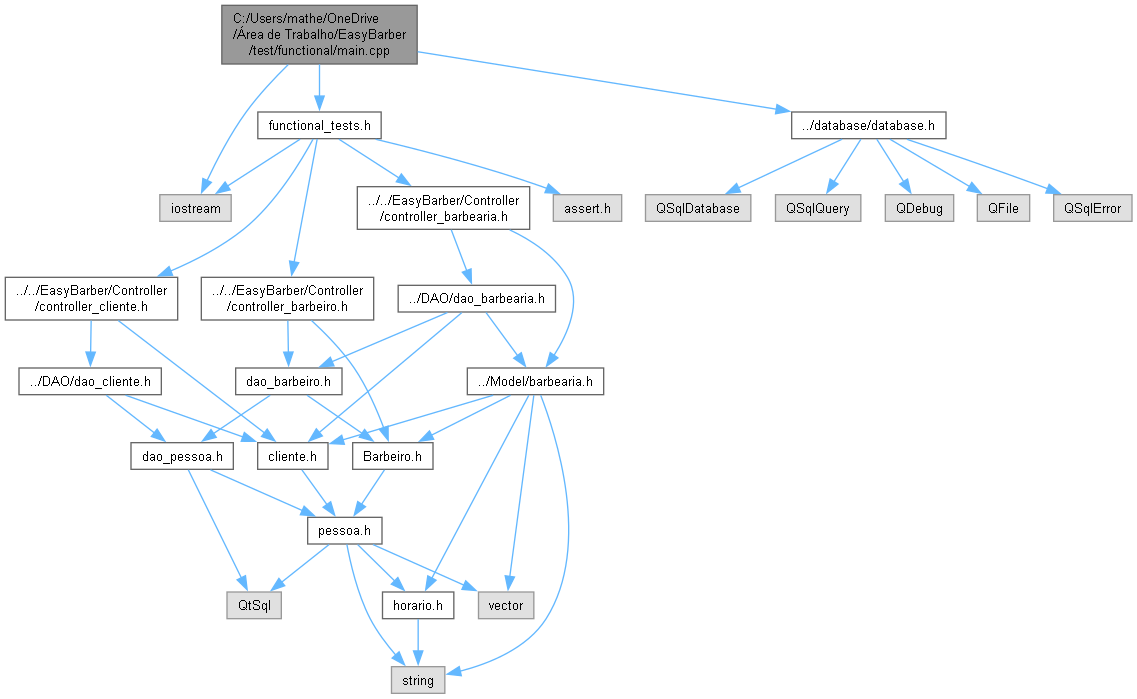 C:/Users/mathe/OneDrive
/Área de Trabalho/EasyBarber
/test/functional/main.cpp
functional_tests.h
../database/database.h
iostream
../../EasyBarber/Controller
/controller_barbearia.h
assert.h
QSqlDatabase
QSqlQuery
QDebug
QFile
QSqlError
../../EasyBarber/Controller
/controller_cliente.h
../../EasyBarber/Controller
/controller_barbeiro.h
../DAO/dao_barbearia.h
../DAO/dao_cliente.h
dao_barbeiro.h
../Model/barbearia.h
dao_pessoa.h
cliente.h
Barbeiro.h
pessoa.h
QtSql
horario.h
vector
string